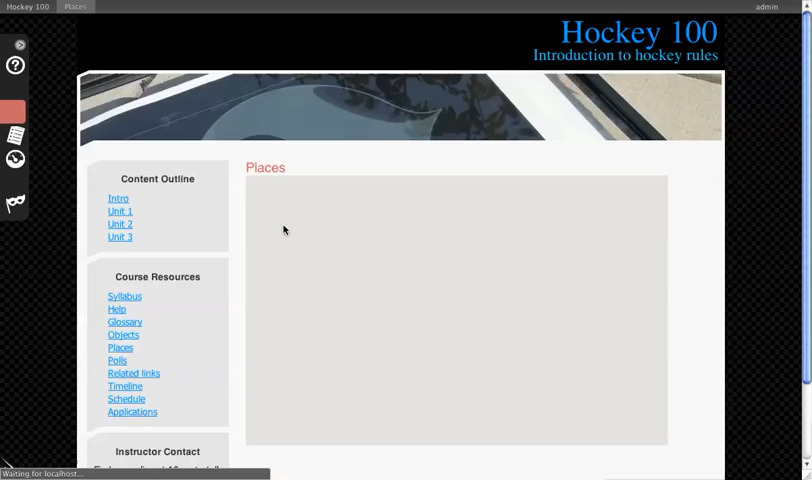 Hockey 100
Places
admin
Hockey 100
Introduction to hockey rules
Content Outline
Intro
Unit 1
Unit 2
Unit 3
Course Resources
Syllabus
Help
Glossary
Objects
Places
Polls
Related links
Timeline
Schedule
Applications
Instructor Contact
Places
Waiting for localhost...